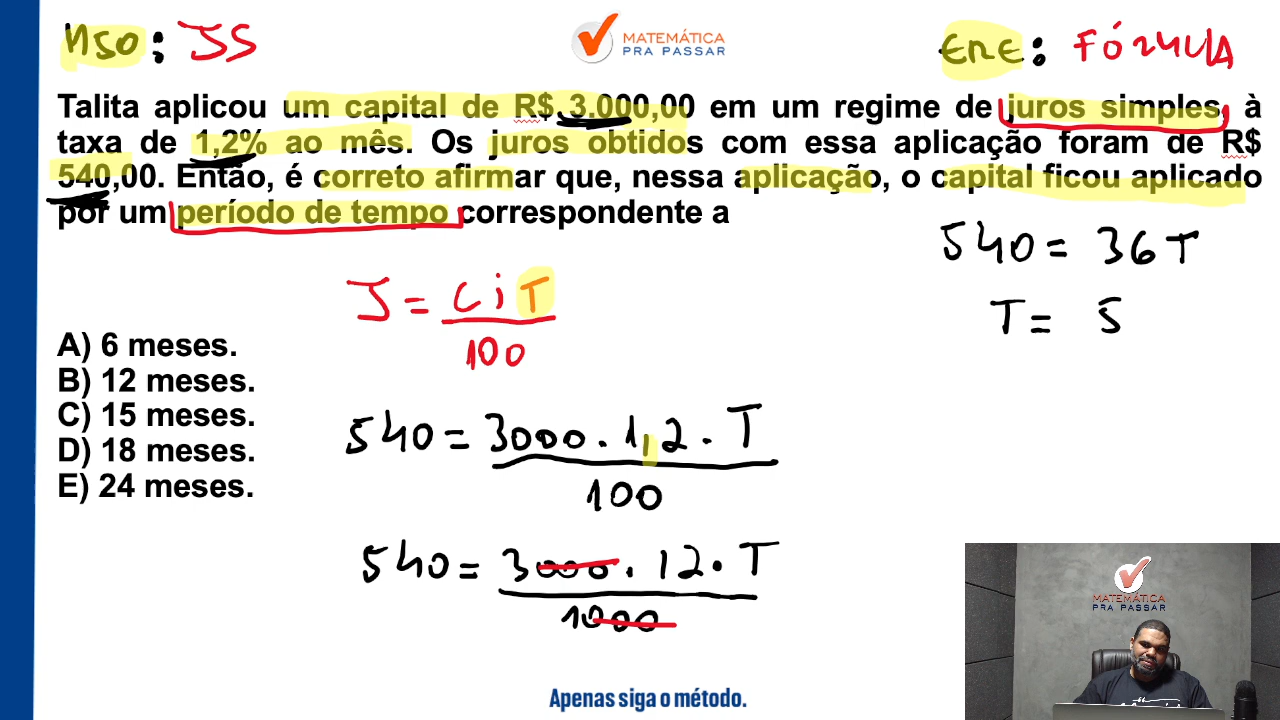 MSO: JS
MATEMÁTICA
PRA PASSAR
ERE: FÓRMULA
Talita aplicou um capital de R$ 3.000,00 em um regime de juros simples, à
taxa de 1,2% ao mês. Os juros obtidos com essa aplicação foram de R$
540,00. Então, é correto afirmar que, nessa aplicação, o capital ficou aplicado
por um período de tempo correspondente a
540 = 36T
T = 5
J = CiT
100
A) 6 meses.
B) 12 meses.
C) 15 meses.
D) 18 meses.
E) 24 meses.
540 = 3000 . 1,2 . T
100
540 = 3000 . 12 . T
1000
MATEMÁTICA
PRA PASSAR
Apenas siga o método.